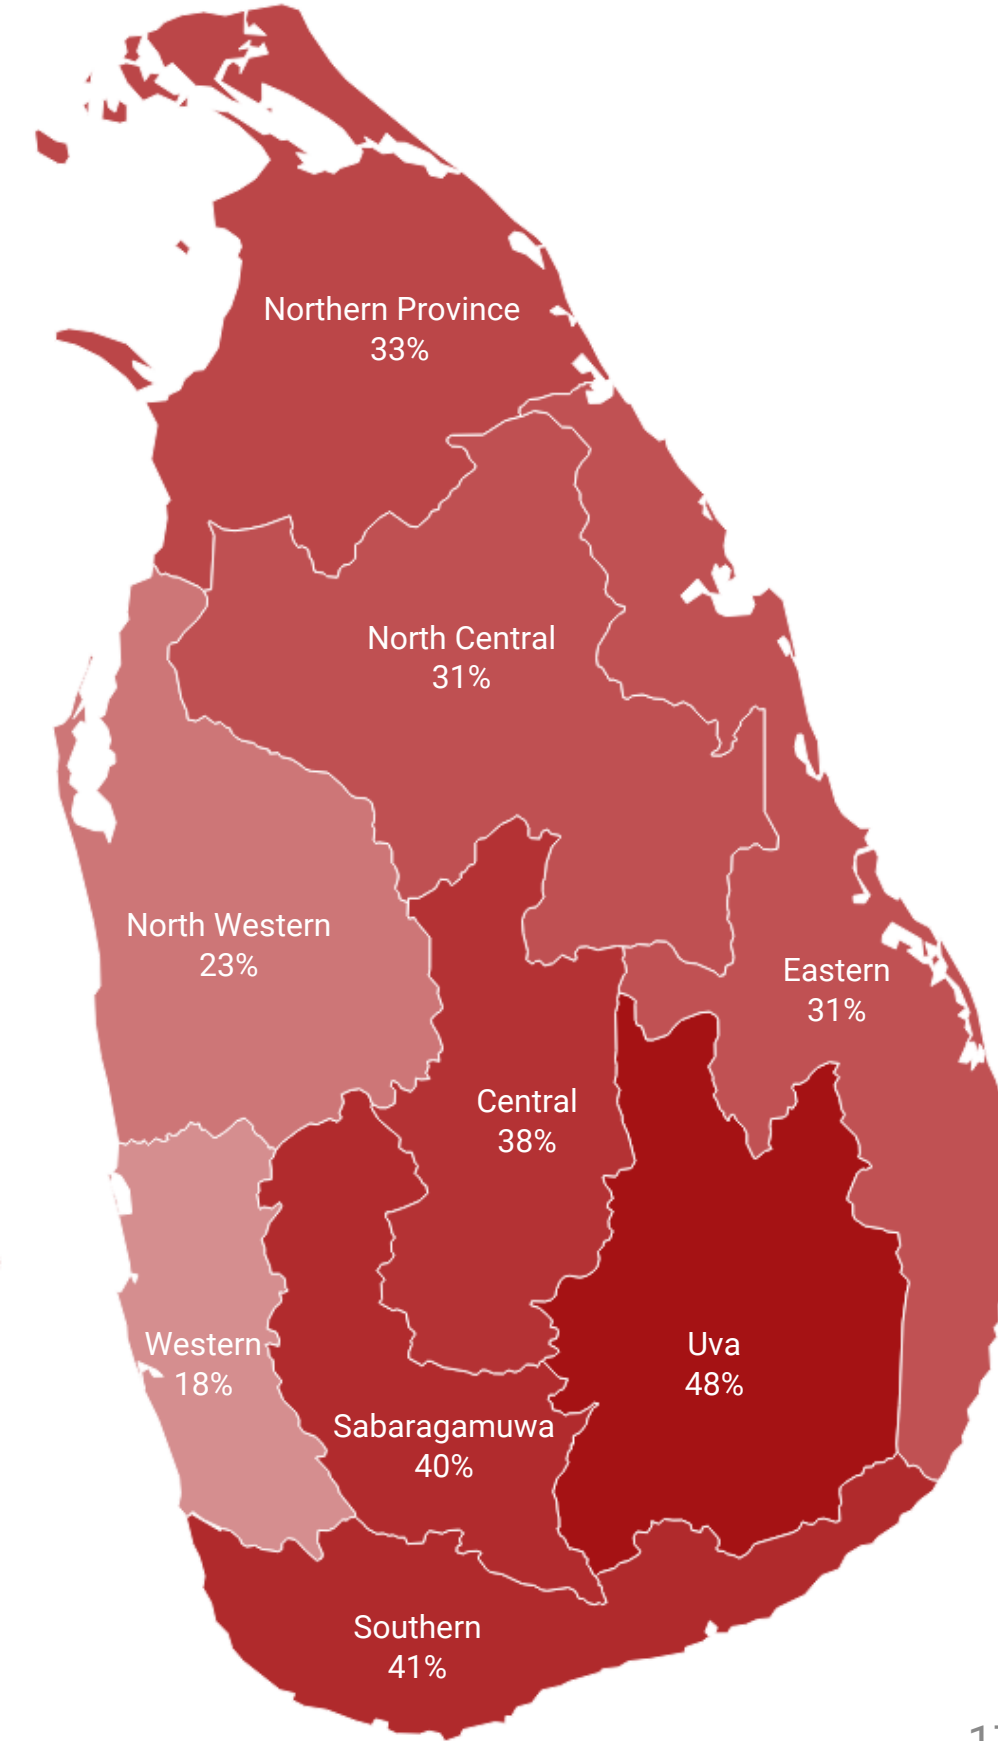 Northern Province
33%
North Central
31%
North Western
23%
Eastern
31%
Central
38%
Western
18%
Uva
48%
Sabaragamuwa
40%
Southern
41%